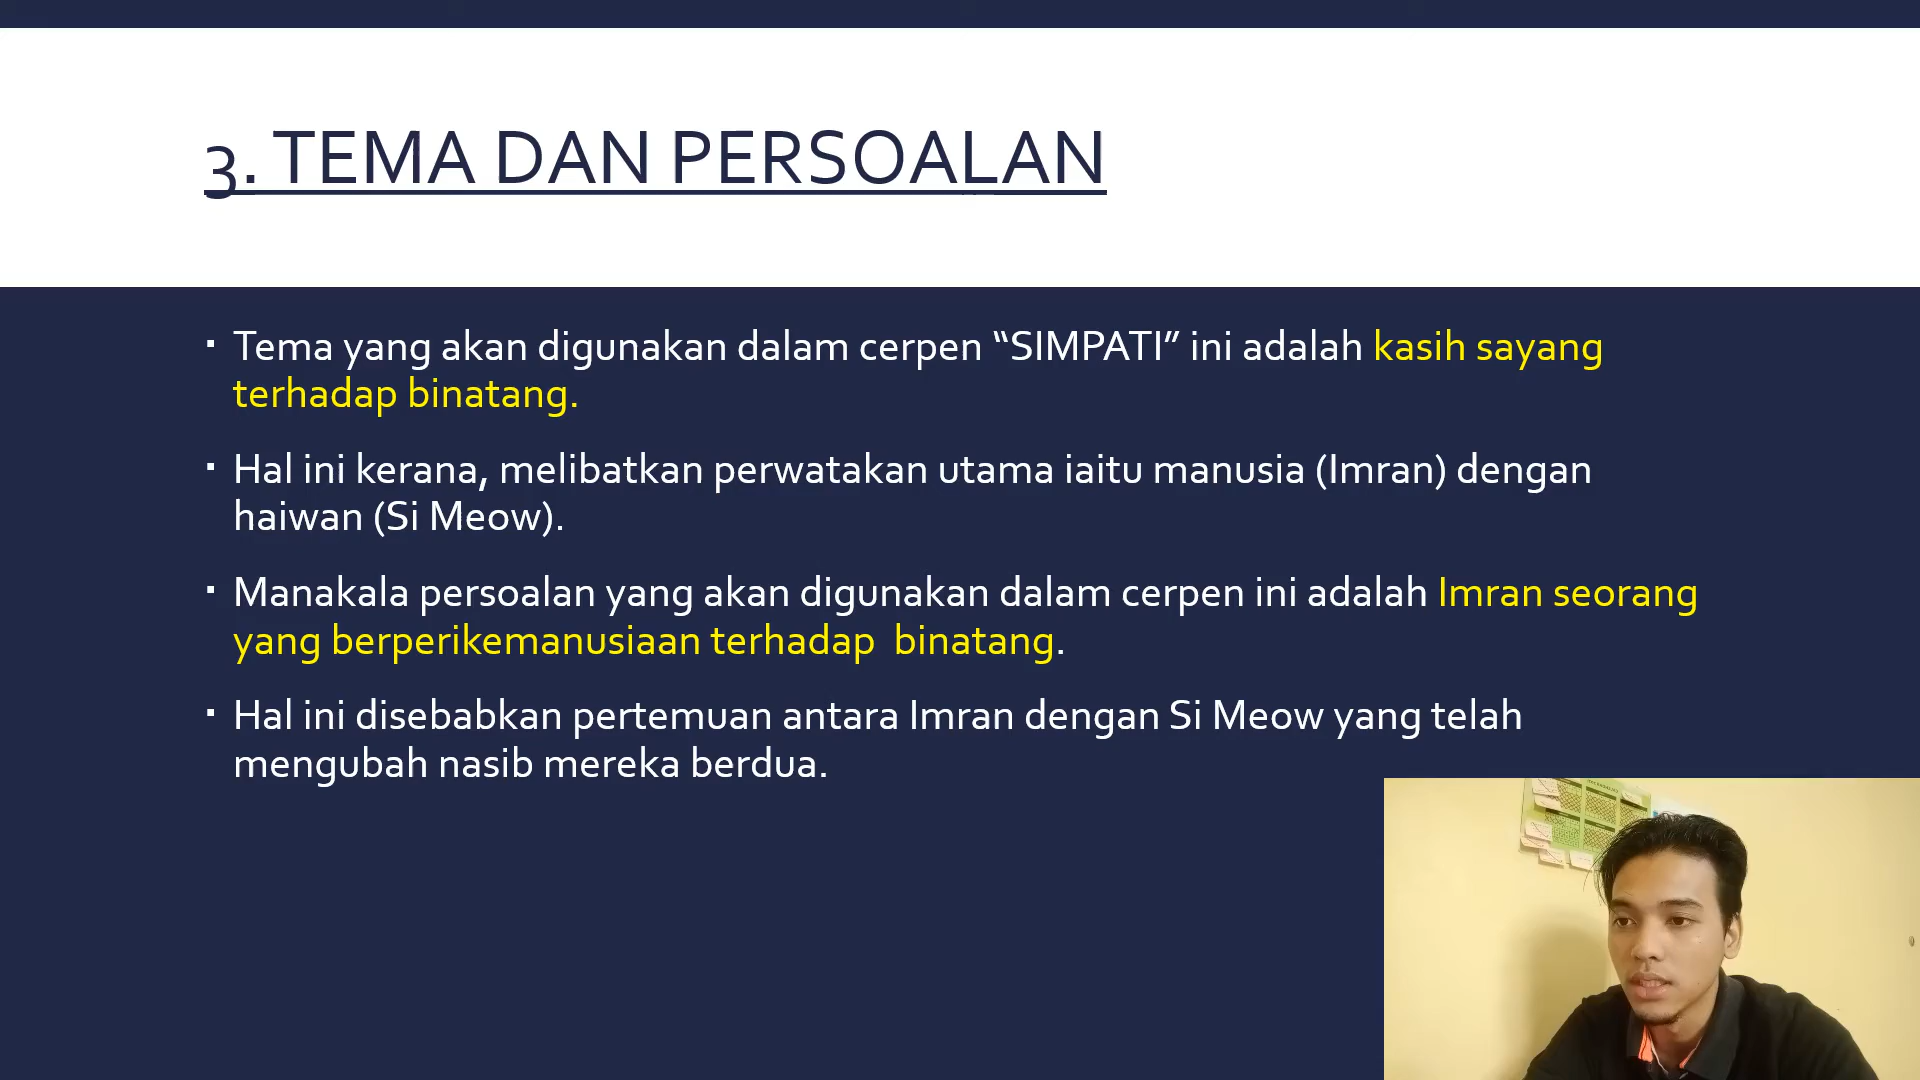 3. TEMA DAN PERSOALAN
Tema yang akan digunakan dalam cerpen “SIMPATI” ini adalah kasih sayang
terhadap binatang.
Hal ini kerana, melibatkan perwatakan utama iaitu manusia (Imran) dengan
haiwan (Si Meow).
Manakala persoalan yang akan digunakan dalam cerpen ini adalah Imran seorang
yang berperikemanusiaan terhadap  binatang.
Hal ini disebabkan pertemuan antara Imran dengan Si Meow yang telah
mengubah nasib mereka berdua.